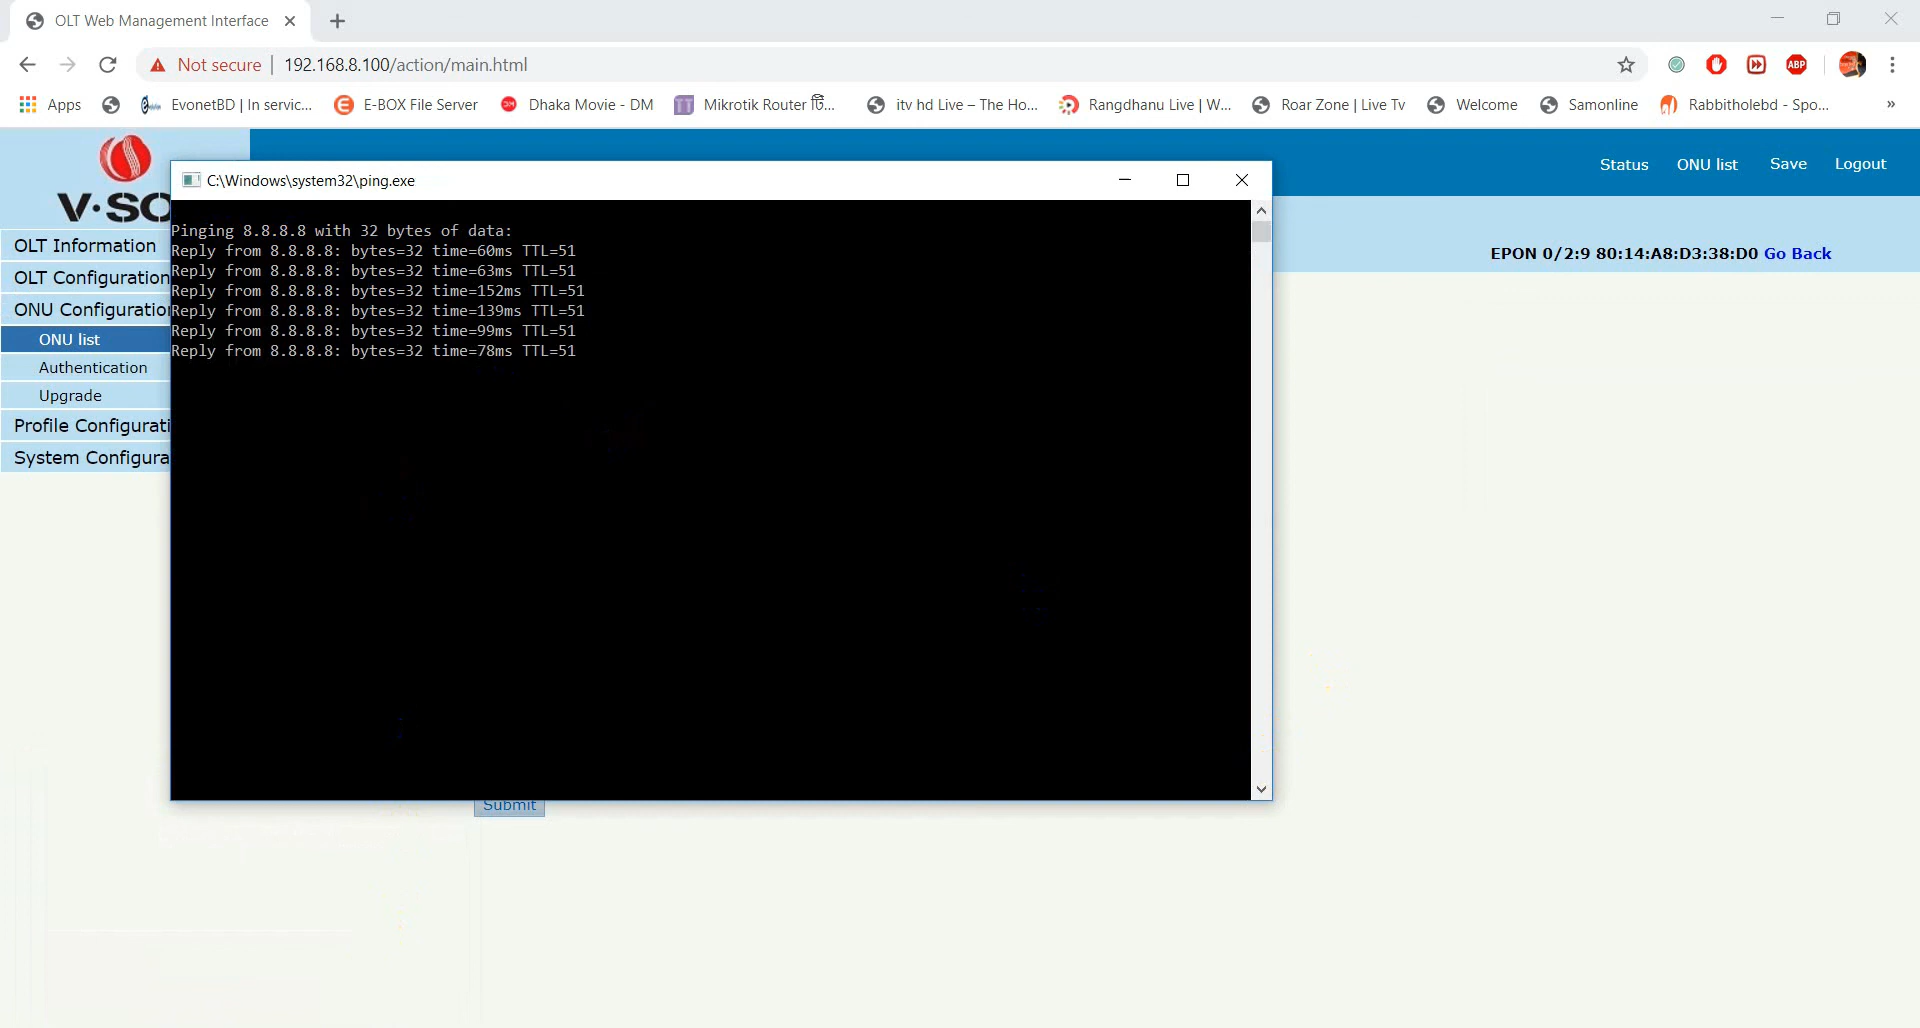 OLT Web Management Interface
Not secure | 192.168.8.100/action/main.html
ABP
Apps EvonetBD | In servic... E-BOX File Server DM Dhaka Movie - DM TT Mikrotik Router টি... itv hd Live – The Ho... Rangdhanu Live | W... Roar Zone | Live Tv Welcome Samonline Rabbitholebd - Spo... »
V·SO
Status ONU list Save Logout
C:\Windows\system32\ping.exe
EPON 0/2:9 80:14:A8:D3:38:D0 Go Back
OLT Information
OLT Configuration
ONU Configuration
ONU list
Authentication
Upgrade
Profile Configurati
System Configura
Pinging 8.8.8.8 with 32 bytes of data:
Reply from 8.8.8.8: bytes=32 time=60ms TTL=51
Reply from 8.8.8.8: bytes=32 time=63ms TTL=51
Reply from 8.8.8.8: bytes=32 time=152ms TTL=51
Reply from 8.8.8.8: bytes=32 time=139ms TTL=51
Reply from 8.8.8.8: bytes=32 time=99ms TTL=51
Reply from 8.8.8.8: bytes=32 time=78ms TTL=51
Submit